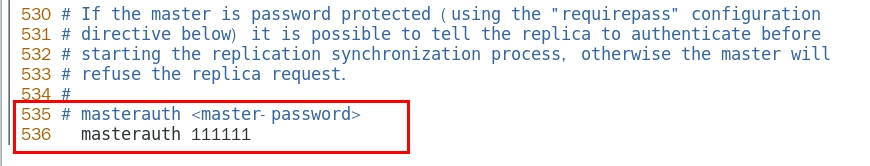 530 # If the master is password protected (using the "requirepass" configuration
531 # directive below) it is possible to tell the replica to authenticate before
532 # starting the replication synchronization process, otherwise the master will
533 # refuse the replica request.
534 #
535 # masterauth <master-password>
536   masterauth 111111